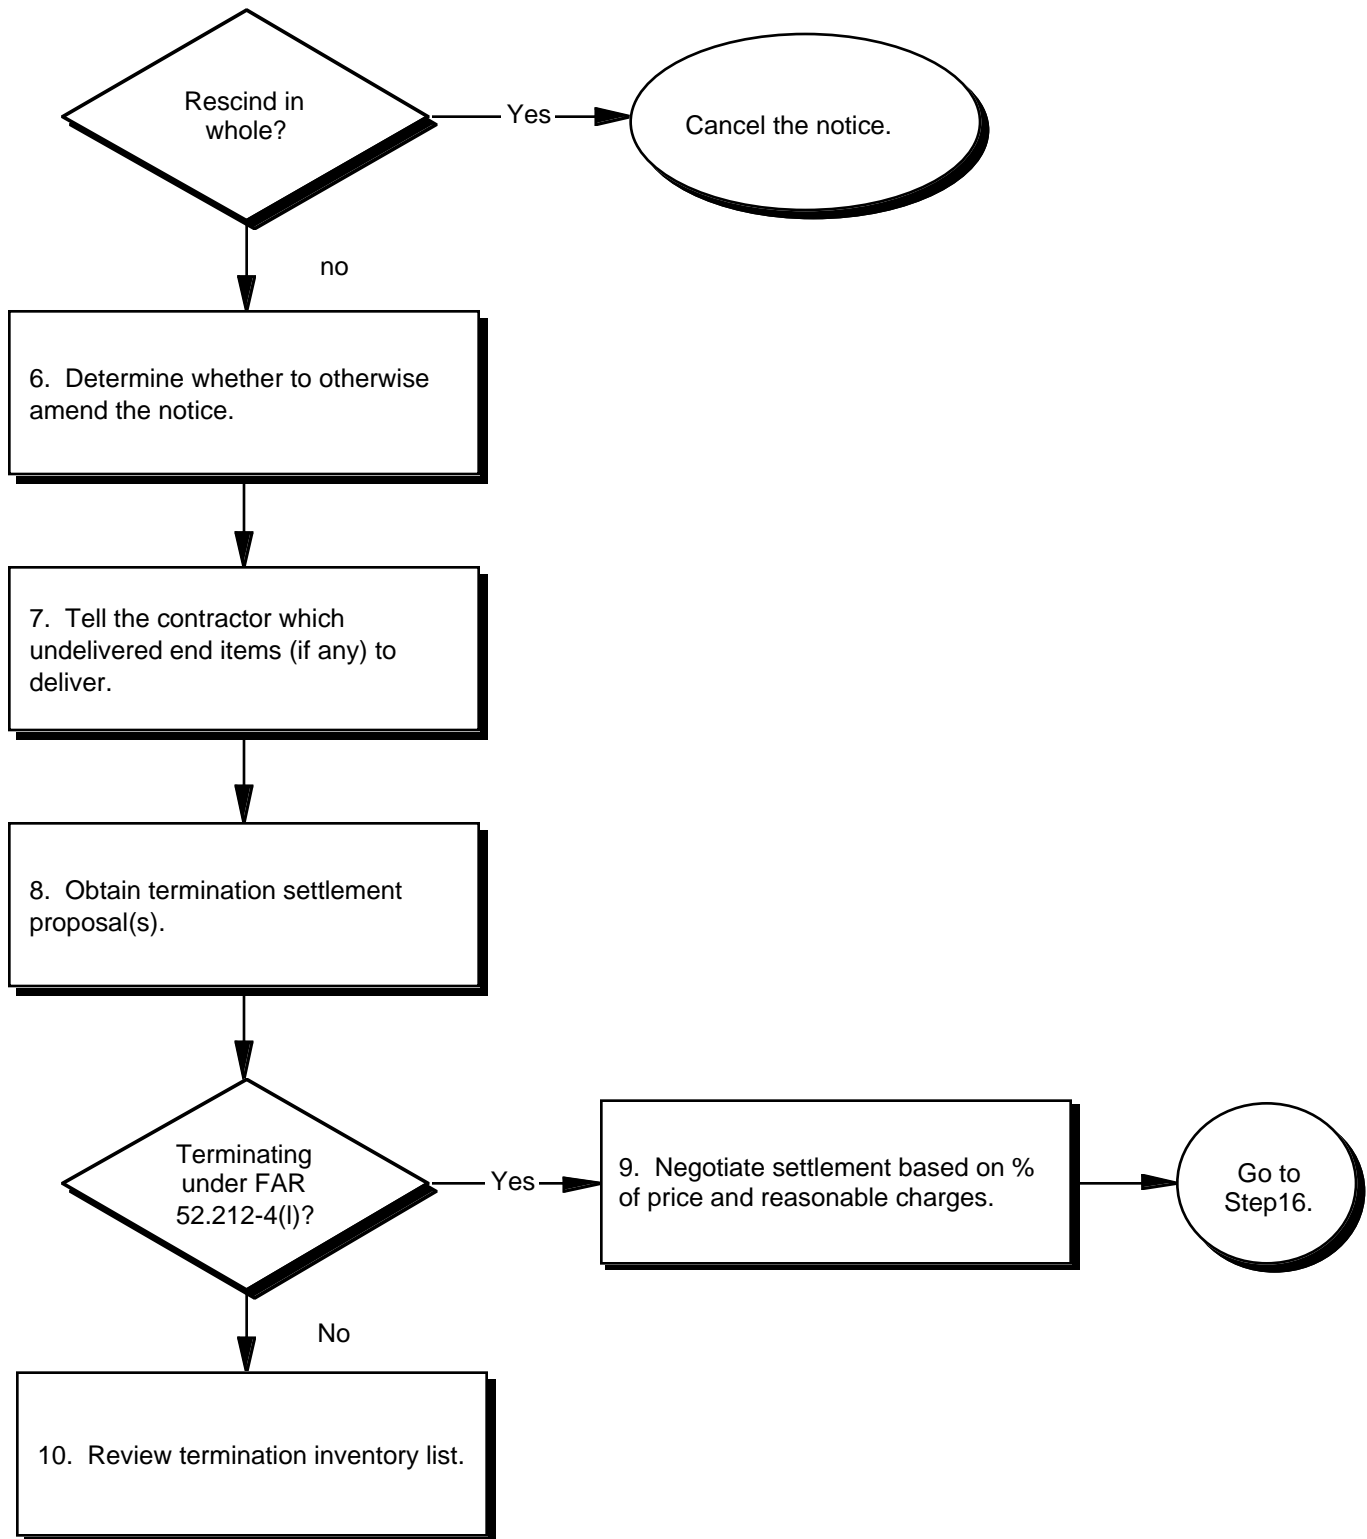 Rescind in
whole?
Yes
Cancel the notice.
no
6.  Determine whether to otherwise
amend the notice.
7.  Tell the contractor which
undelivered end items (if any) to
deliver.
8.  Obtain termination settlement
proposal(s).
Terminating
under FAR
52.212-4(l)?
Yes
9.  Negotiate settlement based on %
of price and reasonable charges.
Go to
Step16.
No
10.  Review termination inventory list.